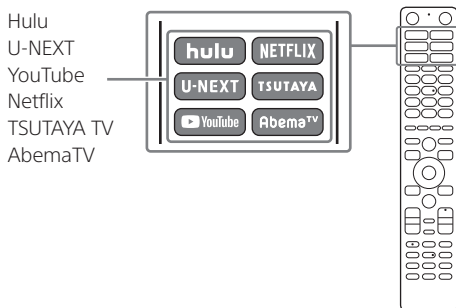 Hulu
U-NEXT
YouTube
Netflix
TSUTAYA TV
AbemaTV
hulu NETFLIX
U-NEXT TSUTAYA
YouTube AbemaTV